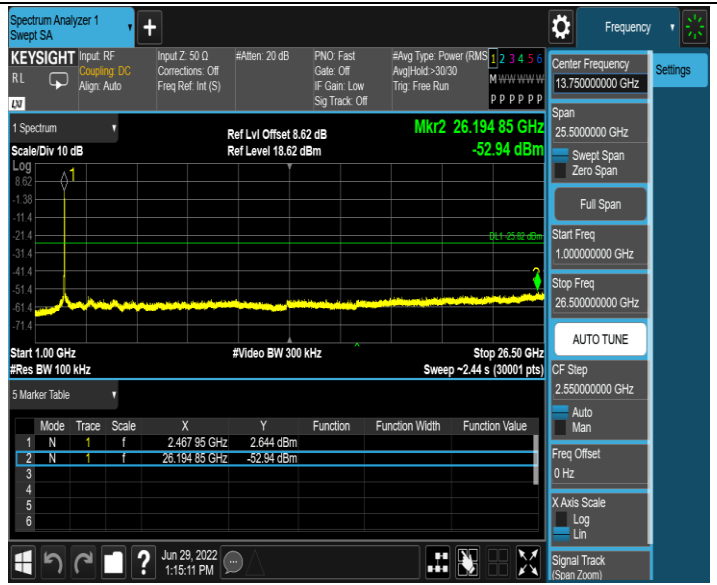 Spectrum Analyzer 1
Swept SA
+
Frequency
KEYSIGHT
RL
LXI
Input: RF
Coupling: DC
Align: Auto
Input Z: 50 Ω
Corrections: Off
Freq Ref: Int (S)
#Atten: 20 dB
PNO: Fast
Gate: Off
IF Gain: Low
Sig Track: Off
#Avg Type: Power (RMS
Avg|Hold:>30/30
Trig: Free Run
1 2 3 4 5 6
M W W W W W
P P P P P P
1 Spectrum
Scale/Div 10 dB
Ref Lvl Offset 8.62 dB
Ref Level 18.62 dBm
Mkr2 26.194 85 GHz
-52.94 dBm
Log
8.62
-1.38
-11.4
-21.4
-31.4
-41.4
-51.4
-61.4
-71.4
1
DL1 -25.62 dBm
2
Start 1.00 GHz
#Video BW 300 kHz
Stop 26.50 GHz
#Res BW 100 kHz
Sweep ~2.44 s (30001 pts)
5 Marker Table
Mode Trace Scale X Y Function Function Width Function Value
1 N 1 f 2.467 95 GHz 2.644 dBm
2 N 1 f 26.194 85 GHz -52.94 dBm
3
4
5
6
?
Jun 29, 2022
1:15:11 PM
Center Frequency
13.750000000 GHz
Settings
Span
25.5000000 GHz
Swept Span
Zero Span
Full Span
Start Freq
1.000000000 GHz
Stop Freq
26.500000000 GHz
AUTO TUNE
CF Step
2.550000000 GHz
Auto
Man
Freq Offset
0 Hz
X Axis Scale
Log
Lin
Signal Track
(Span Zoom)